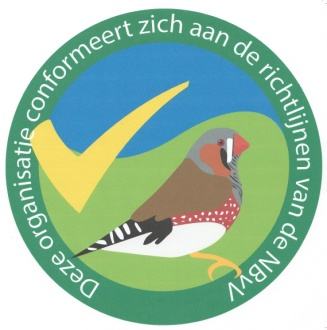 Deze organisatie conformeert zich aan de richtlijnen van de NBvV